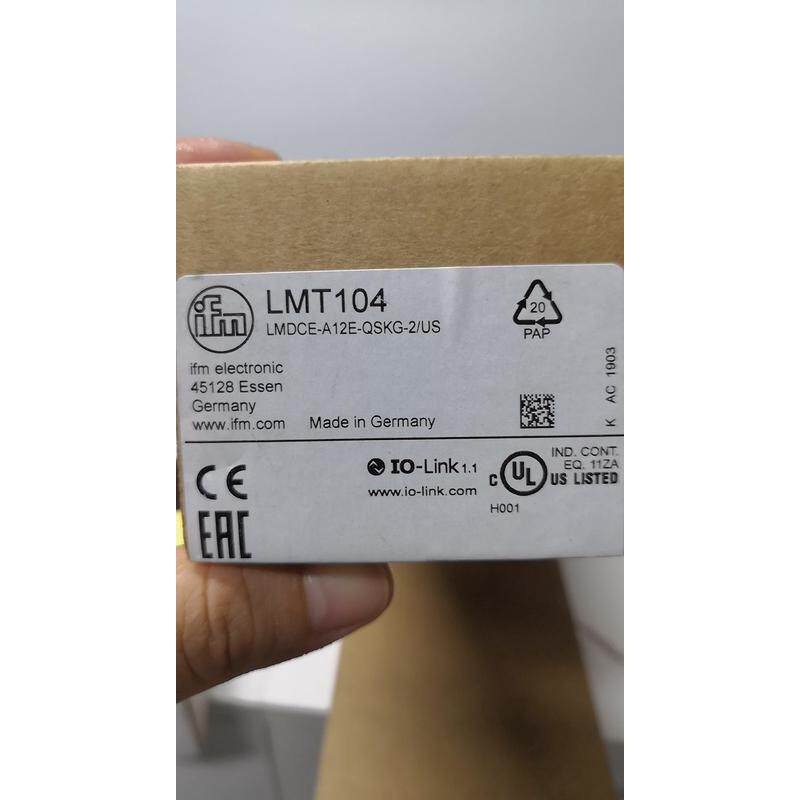 ifm
LMT104
LMDCE-A12E-QSKG-2/US
20
PAP
ifm electronic
45128 Essen
Germany
www.ifm.com
Made in Germany
K AC 1903
CE
EAC
IO-Link 1.1
www.io-link.com
C UL US LISTED
IND. CONT.
EQ. 11ZA
H001